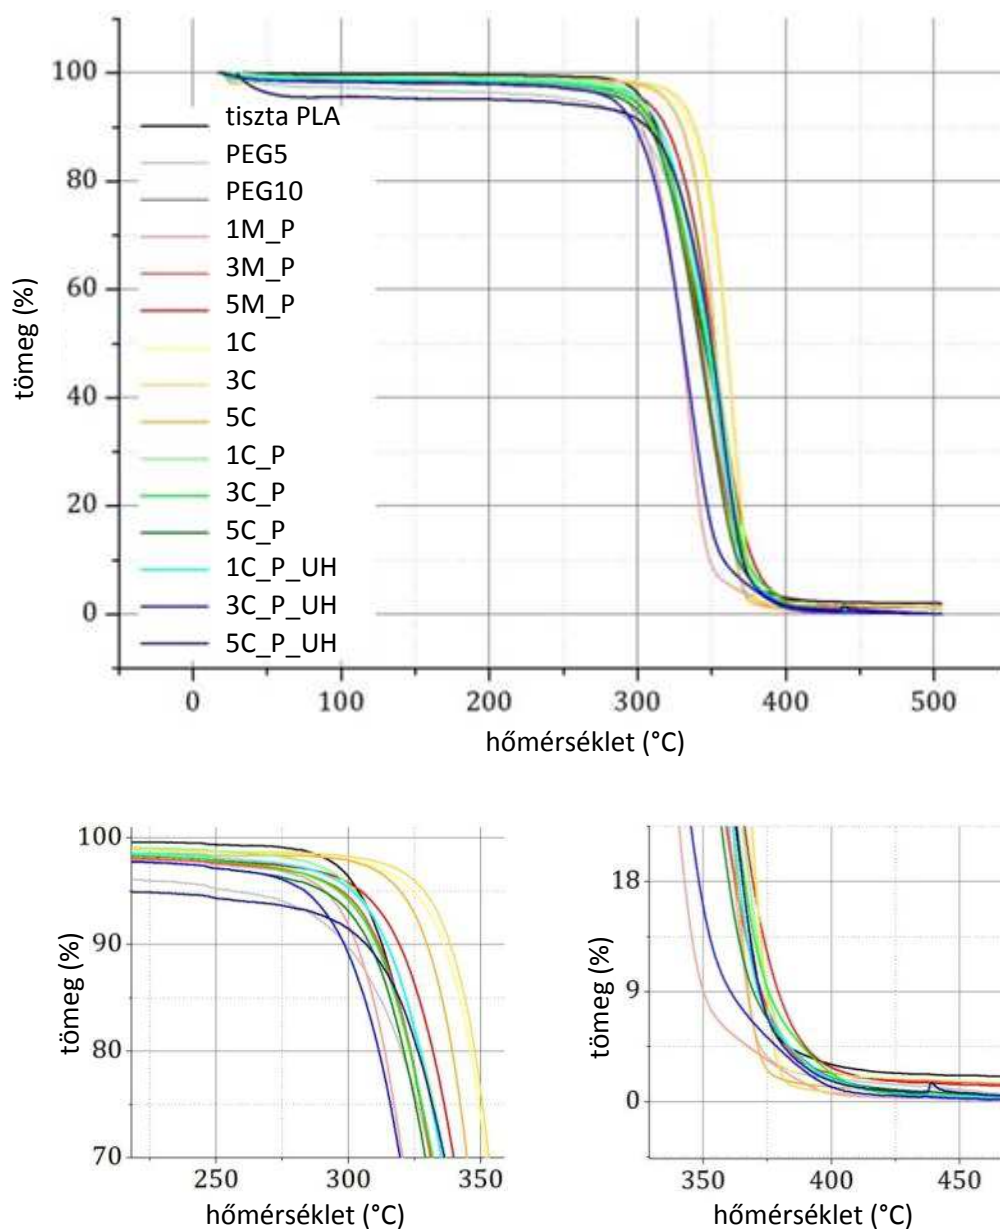 100
80
60
40
20
0
tömeg (%)
tiszta PLA
PEG5
PEG10
1M_P
3M_P
5M_P
1C
3C
5C
1C_P
3C_P
5C_P
1C_P_UH
3C_P_UH
5C_P_UH
0 100 200 300 400 500
hőmérséklet (°C)
100
90
80
70
tömeg (%)
250 300 350
hőmérséklet (°C)
18
9
0
tömeg (%)
350 400 450
hőmérséklet (°C)